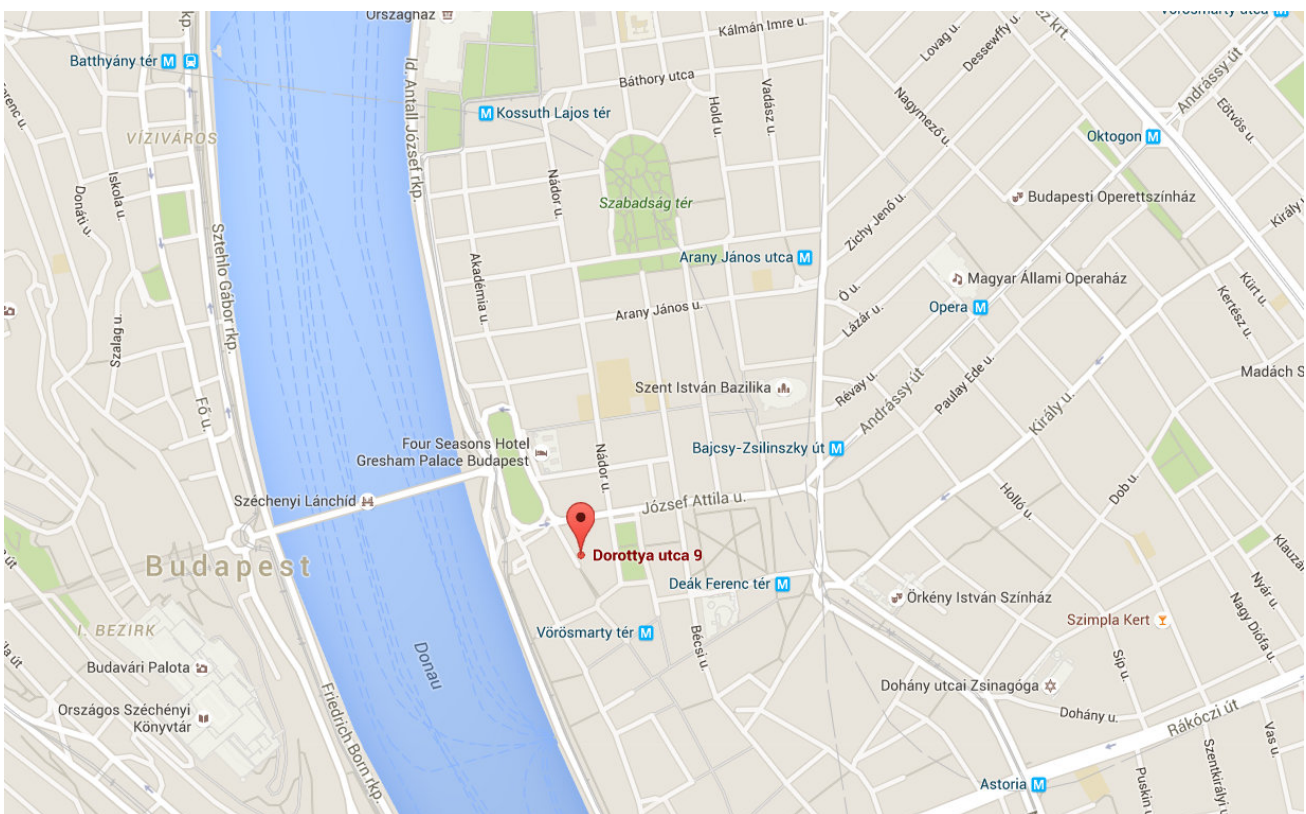 Országház
Kálmán Imre u.
Vörösmarty utca
Batthyány tér
Báthory utca
Lovag u.
Dessewffy u.
Andrássy út
Id. Antall József rkp.
Kossuth Lajos tér
Hold u.
Vadász u.
Nagymező u.
Eötvös u.
VÍZIVÁROS
Oktogon
Iskola u.
Donáti u.
Nádor u.
Szabadság tér
Budapesti Operettszínház
Zichy Jenő u.
Király u.
Sztehlo Gábor rkp.
Akadémia u.
Arany János utca
Magyar Állami Operaház
Ó u.
Kürt u.
Kertész u.
Arany János u.
Opera
Lázár u.
Szalag u.
Révay u.
Paulay Ede u.
Madách
Szent István Bazilika
Andrássy út
Király u.
Fő u.
Four Seasons Hotel
Gresham Palace Budapest
Nádor u.
Bajcsy-Zsilinszky út
Széchenyi Lánchíd
József Attila u.
Holló u.
Dob u.
Budapest
Dorottya utca 9
Deák Ferenc tér
Örkény István Színház
Nyár u.
Nagy Diófa u.
I. BEZIRK
Vörösmarty tér
Bécsi u.
Szimpla Kert
Donau
Budavári Palota
Síp u.
Dohány utcai Zsinagóga
Országos Széchényi
Könyvtár
Friedrich Born rkp.
Dohány u.
Rákóczi út
Vas u.
Szentkirályi u.
Astoria
Puskin u.